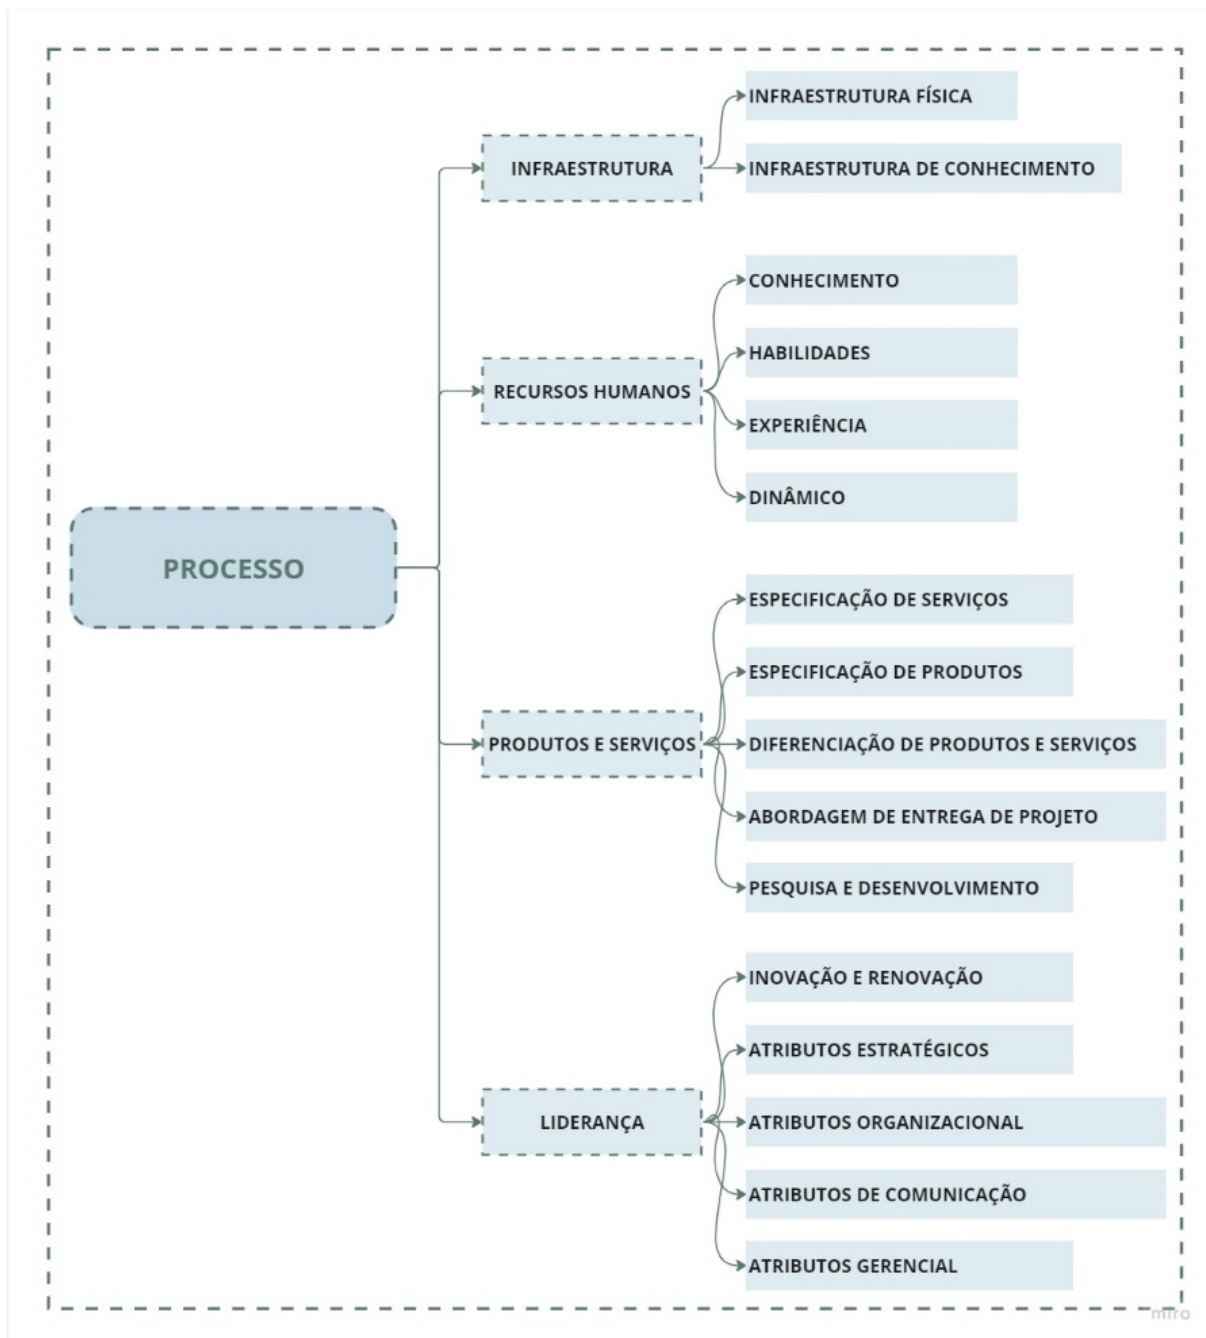 INFRAESTRUTURA FÍSICA
INFRAESTRUTURA
INFRAESTRUTURA DE CONHECIMENTO
CONHECIMENTO
HABILIDADES
RECURSOS HUMANOS
EXPERIÊNCIA
DINÂMICO
PROCESSO
ESPECIFICAÇÃO DE SERVIÇOS
ESPECIFICAÇÃO DE PRODUTOS
PRODUTOS E SERVIÇOS
DIFERENCIAÇÃO DE PRODUTOS E SERVIÇOS
ABORDAGEM DE ENTREGA DE PROJETO
PESQUISA E DESENVOLVIMENTO
INOVAÇÃO E RENOVAÇÃO
ATRIBUTOS ESTRATÉGICOS
LIDERANÇA
ATRIBUTOS ORGANIZACIONAL
ATRIBUTOS DE COMUNICAÇÃO
ATRIBUTOS GERENCIAL
miro